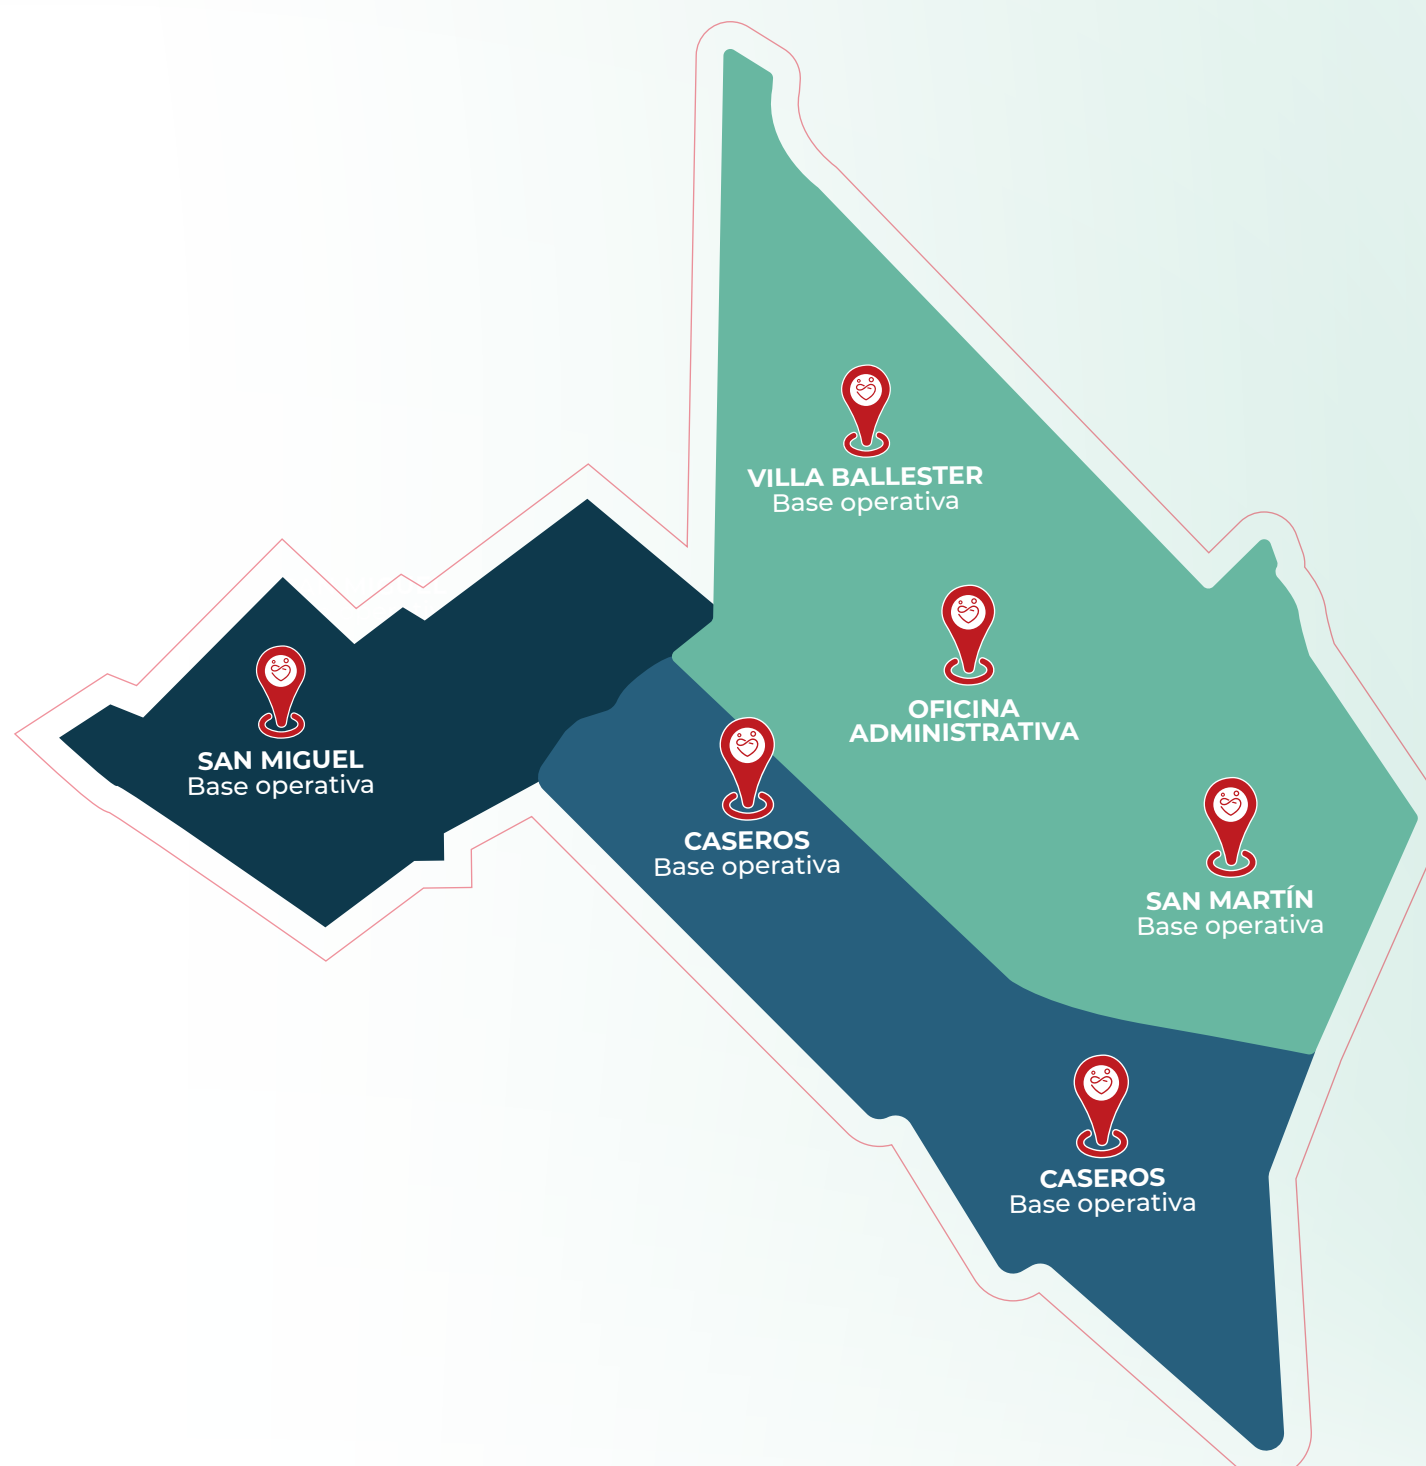 VILLA BALLESTER
Base operativa
OFICINA
ADMINISTRATIVA
SAN MIGUEL
Base operativa
CASEROS
Base operativa
SAN MARTÍN
Base operativa
CASEROS
Base operativa